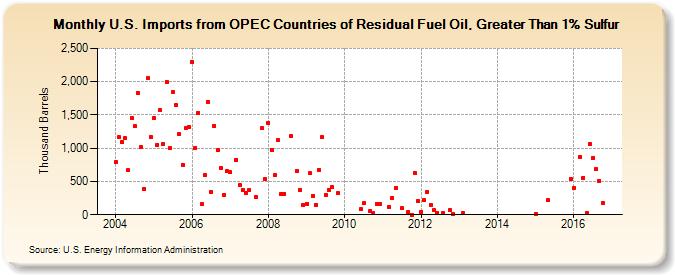 Monthly U.S. Imports from OPEC Countries of Residual Fuel Oil, Greater Than 1% Sulfur
Thousand Barrels
2,500
2,000
1,500
1,000
500
0
2004 2006 2008 2010 2012 2014 2016
Source: U.S. Energy Information Administration